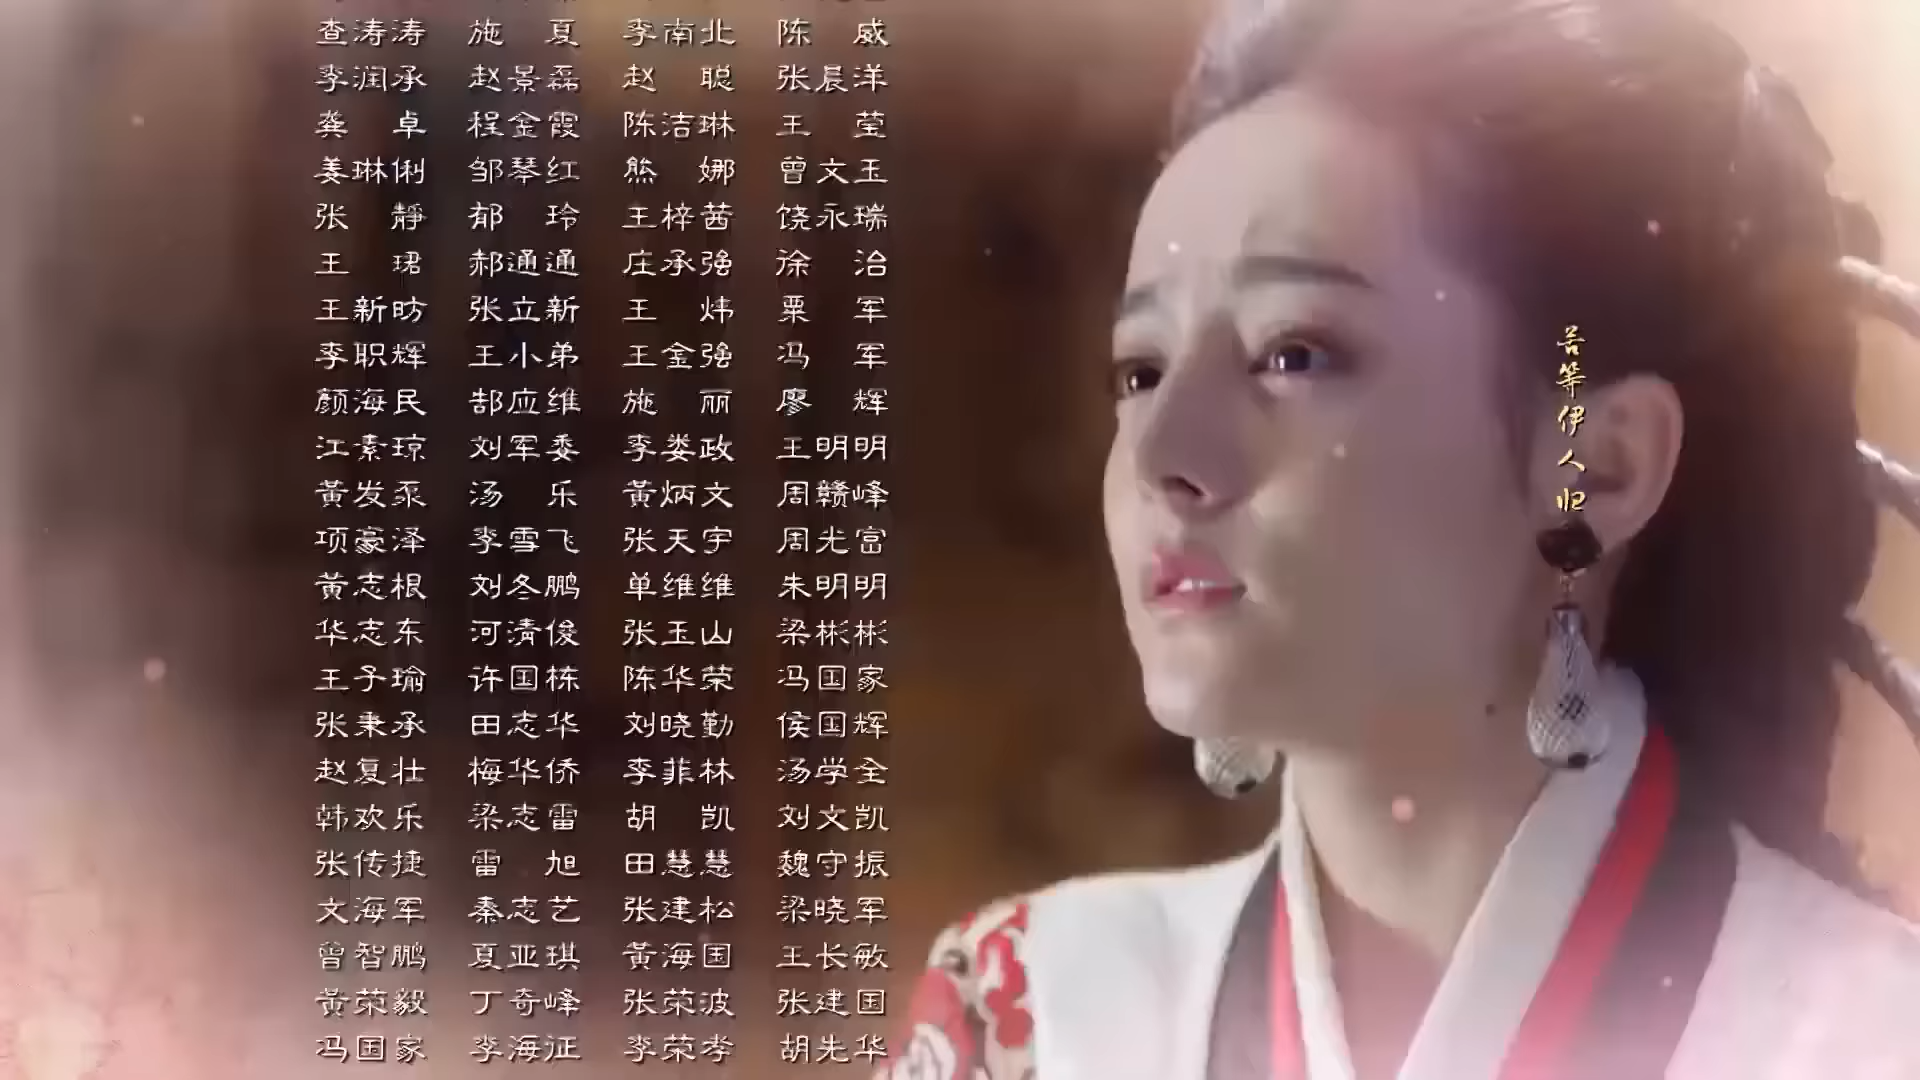 查涛涛 施夏 李南北 陈威
李润承 赵景磊 赵聪 张晨洋
龚卓 程金霞 陈洁琳 王莹
姜琳俐 邹琴红 熊娜 曾文玉
张静 郁玲 王梓茜 饶永瑞
王珺 郝通通 庄承强 徐治
王新昉 张立新 王炜 粟军
李职辉 王小弟 王金强 冯军
颜海民 郜应维 施丽 廖辉
江素琼 刘军委 李娄政 王明明
黄发泵 汤乐 黄炳文 周赣峰
项豪泽 李雪飞 张天宇 周光富
黄志根 刘冬鹏 单维维 朱明明
华志东 河清俊 张玉山 梁彬彬
王予瑜 许国栋 陈华荣 冯国家
张秉承 田志华 刘晓勤 侯国辉
赵复壮 梅华侨 李菲林 汤学全
韩欢乐 梁志雷 胡凯 刘文凯
张传捷 雷旭 田慧慧 魏守振
文海军 秦志艺 张建松 梁晓军
曾智鹏 夏亚琪 黄海国 王长敏
黄荣毅 丁奇峰 张荣波 张建国
冯国家 李海征 李荣孝 胡先华
苦等伊人归